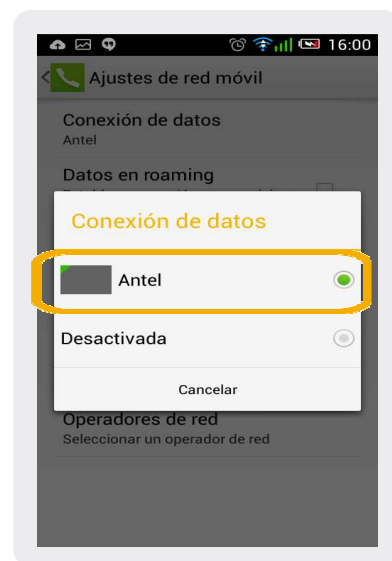 16:00
Ajustes de red móvil
Conexión de datos
Antel
Datos en roaming
Conexión de datos
Antel
Desactivada
Cancelar
Operadores de red
Seleccionar un operador de red